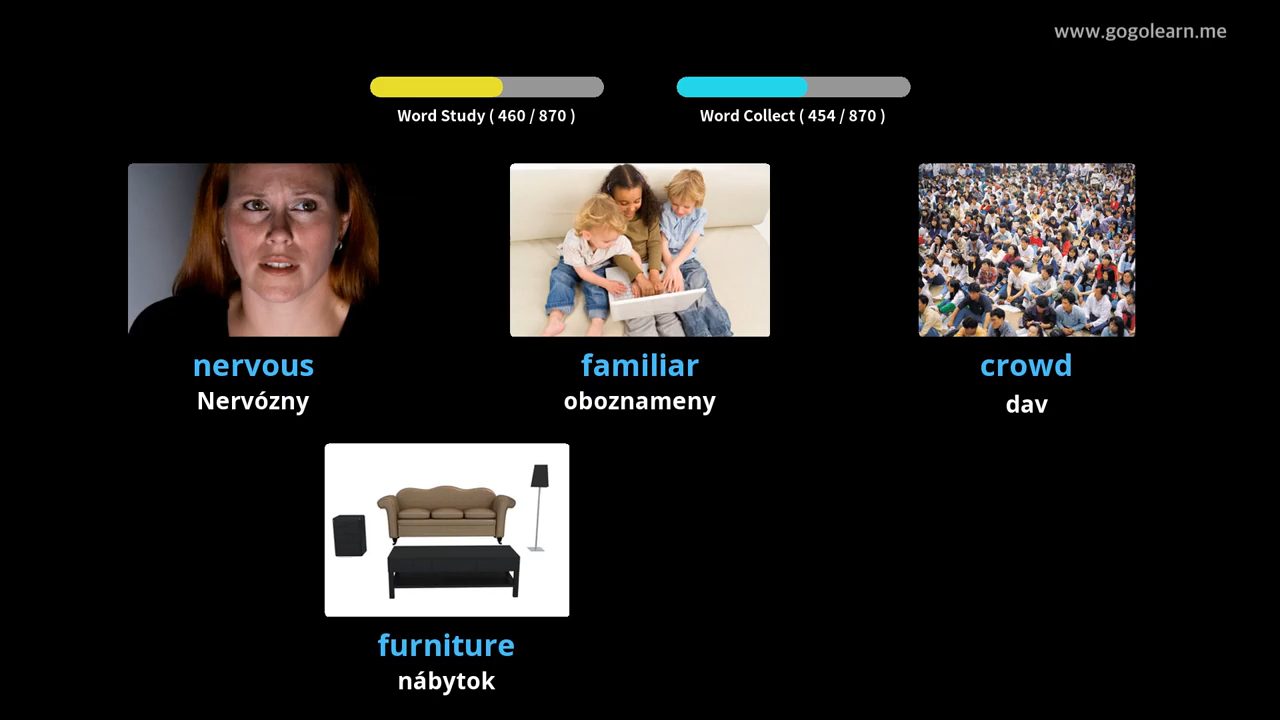 www.gogolearn.me
Word Study ( 460 / 870 )
Word Collect ( 454 / 870 )
nervous
Nervózny
familiar
oboznameny
crowd
dav
furniture
nábytok